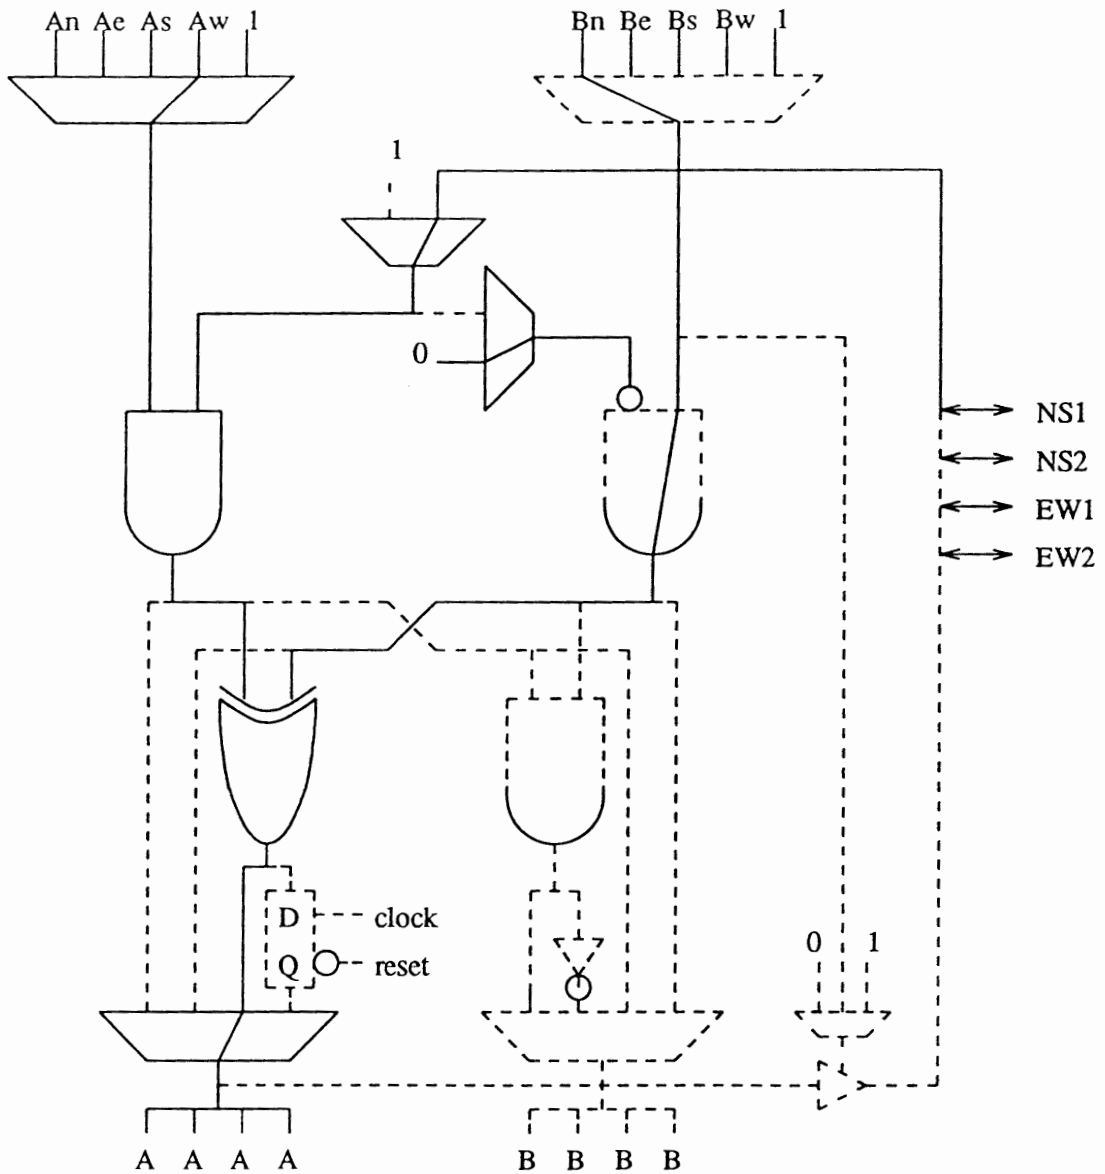 An Ae As Aw 1 Bn Be Bs Bw 1
1
0
NS1
NS2
EW1
EW2
D clock
Q reset
0 1
A A A A B B B B